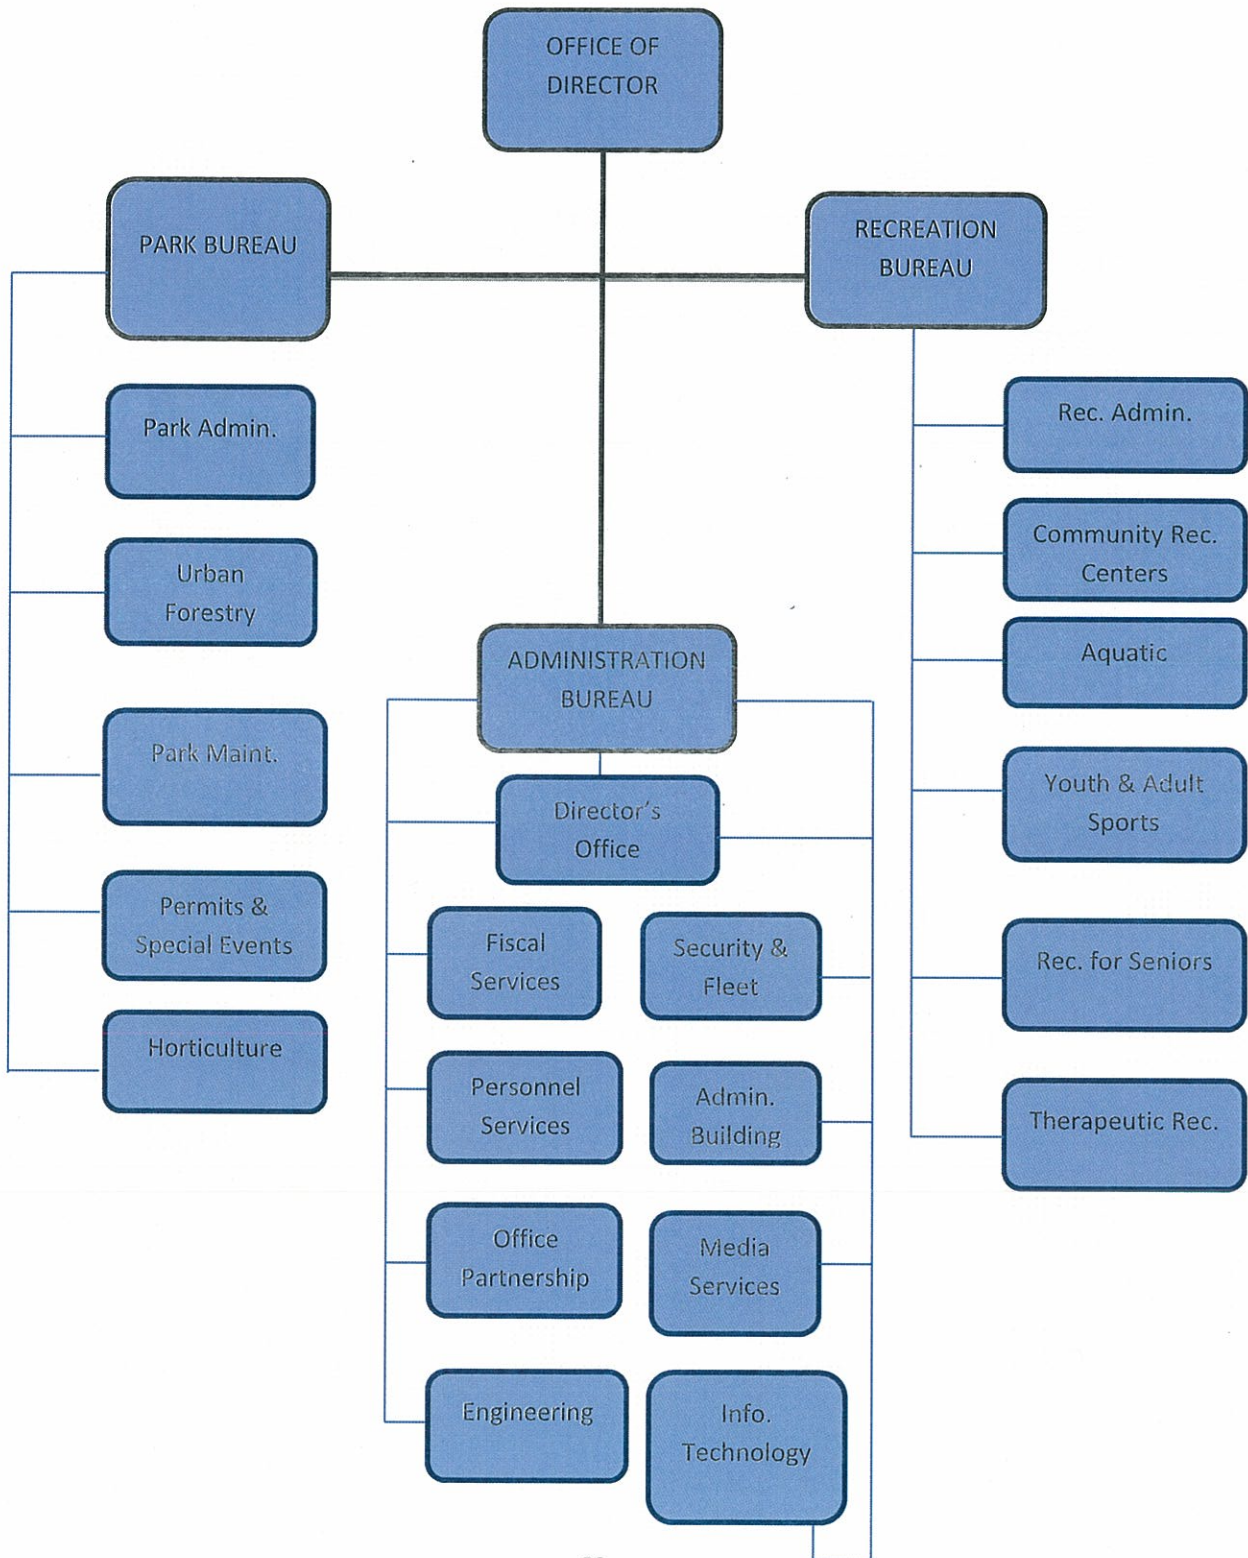 OFFICE OF
DIRECTOR
PARK BUREAU
RECREATION
BUREAU
Park Admin.
Urban
Forestry
Park Maint.
Permits &
Special Events
Horticulture
ADMINISTRATION
BUREAU
Director's
Office
Fiscal
Services
Security &
Fleet
Personnel
Services
Admin.
Building
Office
Partnership
Media
Services
Engineering
Info.
Technology
Rec. Admin.
Community Rec.
Centers
Aquatic
Youth & Adult
Sports
Rec. for Seniors
Therapeutic Rec.